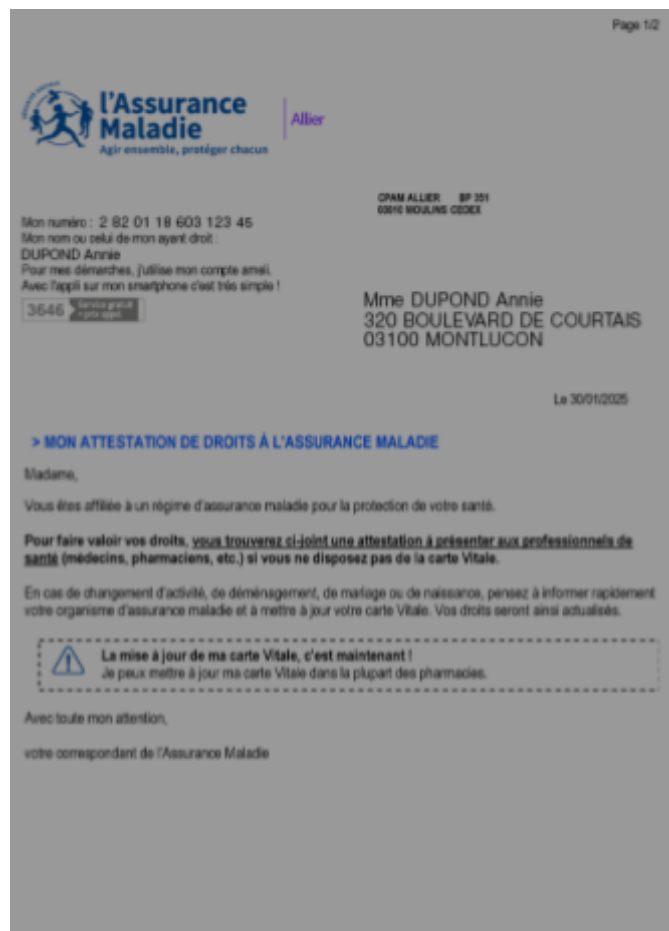 Page 1/2
l'Assurance
Maladie
Agir ensemble, protéger chacun
Allier
CPAM ALLIER BP 351
03010 MOULINS CEDEX
Mon numéro : 2 82 01 18 603 123 45
Mon nom ou celui de mon ayant droit :
DUPOND Annie
Pour mes démarches, j'utilise mon compte ameli.
Avec l'appli sur mon smartphone c'est très simple !
3646 Service gratuit
+ prix appel
Mme DUPOND Annie
320 BOULEVARD DE COURTAIS
03100 MONTLUCON
Le 30/01/2025
> MON ATTESTATION DE DROITS À L'ASSURANCE MALADIE
Madame,
Vous êtes affiliée à un régime d'assurance maladie pour la protection de votre santé.
Pour faire valoir vos droits, vous trouverez ci-joint une attestation à présenter aux professionnels de
santé (médecins, pharmaciens, etc.) si vous ne disposez pas de la carte Vitale.
En cas de changement d'activité, de déménagement, de mariage ou de naissance, pensez à informer rapidement
votre organisme d'assurance maladie et à mettre à jour votre carte Vitale. Vos droits seront ainsi actualisés.
La mise à jour de ma carte Vitale, c'est maintenant !
Je peux mettre à jour ma carte Vitale dans la plupart des pharmacies.
Avec toute mon attention,
votre correspondant de l'Assurance Maladie